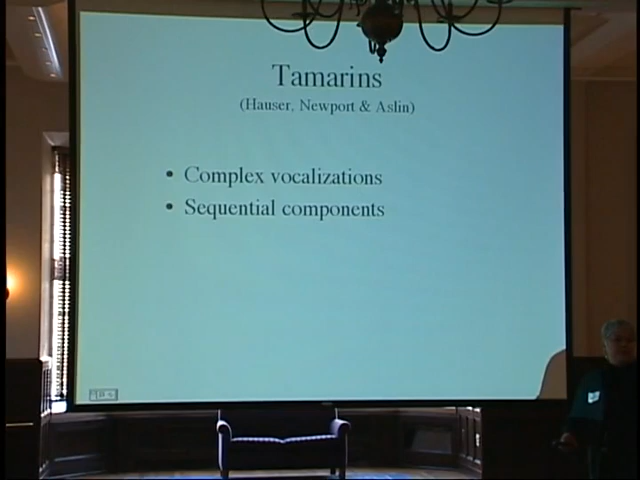 Tamarins
(Hauser, Newport & Aslin)
• Complex vocalizations
• Sequential components